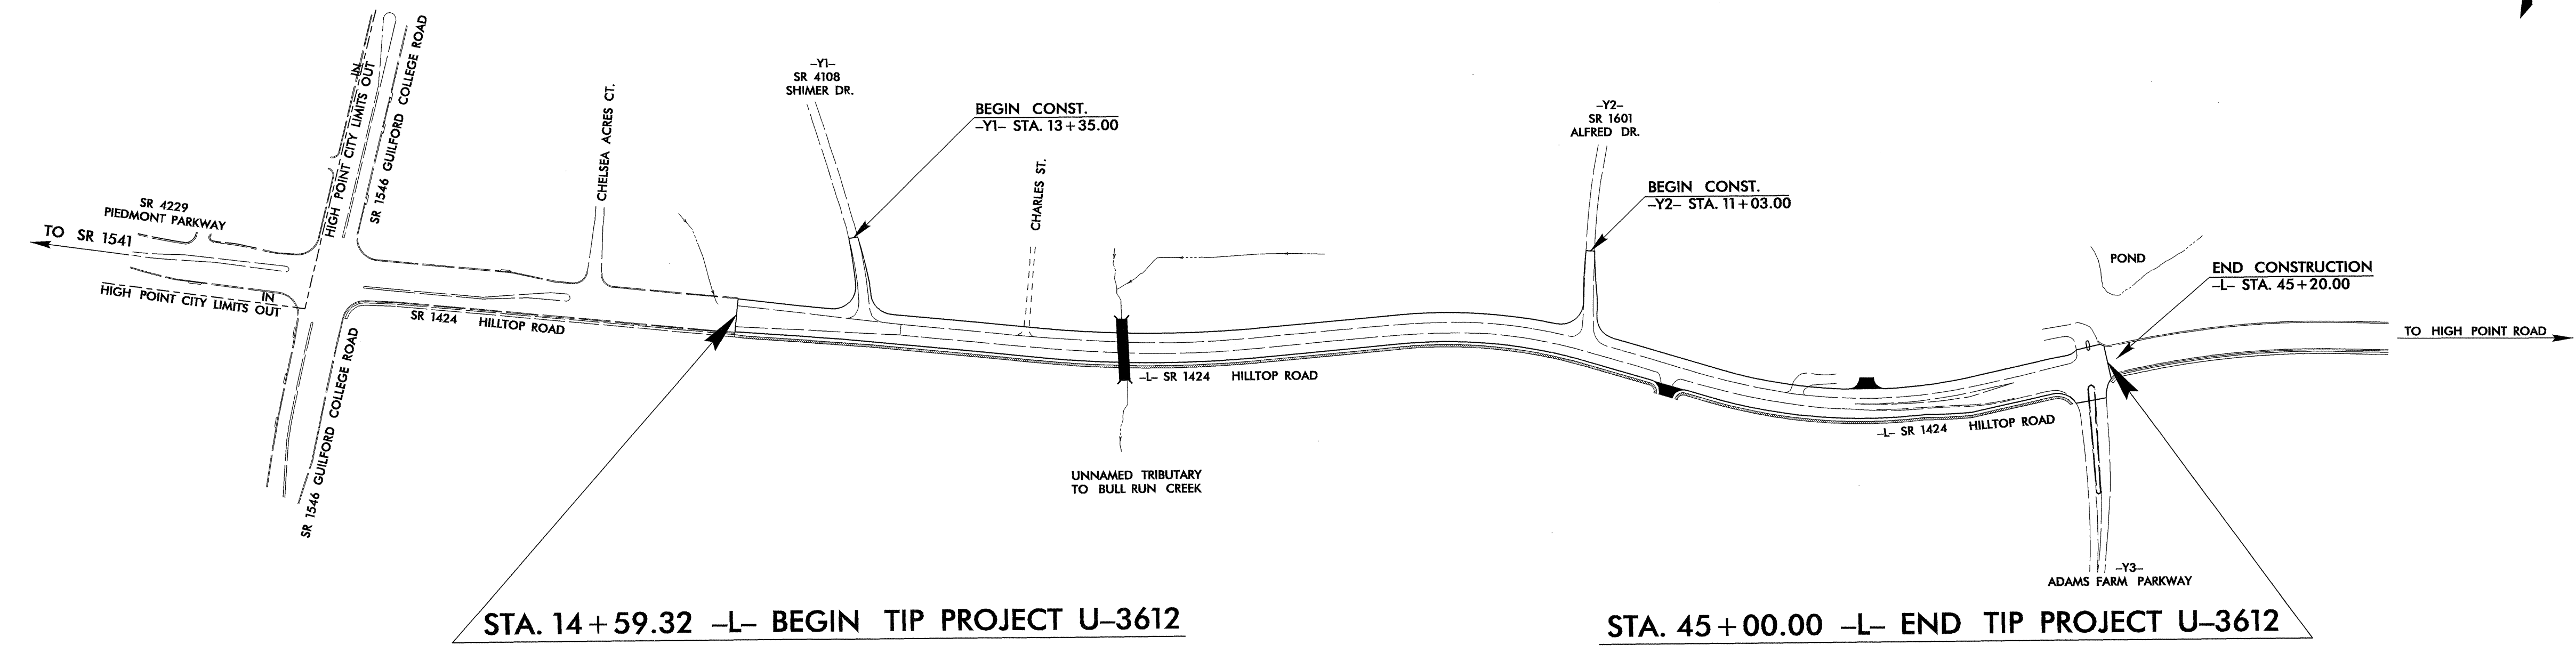 HIGH POINT CITY LIMITS OUT
IN
SR 1546 GUILFORD COLLEGE ROAD
SR 4229
PIEDMONT PARKWAY
TO SR 1541
HIGH POINT CITY LIMITS OUT
IN
SR 1546 GUILFORD COLLEGE ROAD
SR 1424 HILLTOP ROAD
CHELSEA ACRES CT.
–Y1–
SR 4108
SHIMER DR.
BEGIN CONST.
–Y1– STA. 13+35.00
CHARLES ST.
–L– SR 1424 HILLTOP ROAD
UNNAMED TRIBUTARY
TO BULL RUN CREEK
–Y2–
SR 1601
ALFRED DR.
BEGIN CONST.
–Y2– STA. 11+03.00
POND
END CONSTRUCTION
–L– STA. 45+20.00
TO HIGH POINT ROAD
–L– SR 1424 HILLTOP ROAD
–Y3–
ADAMS FARM PARKWAY
STA. 14+59.32 –L– BEGIN TIP PROJECT U–3612
STA. 45+00.00 –L– END TIP PROJECT U–3612